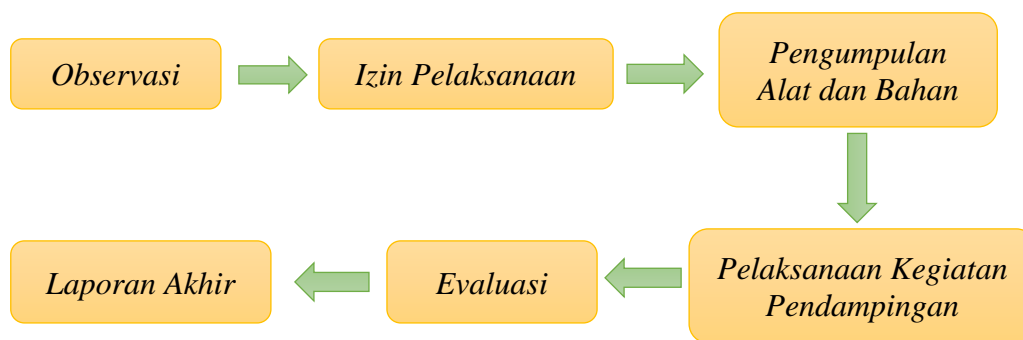 Observasi
Izin Pelaksanaan
Pengumpulan
Alat dan Bahan
Pelaksanaan Kegiatan
Pendampingan
Evaluasi
Laporan Akhir